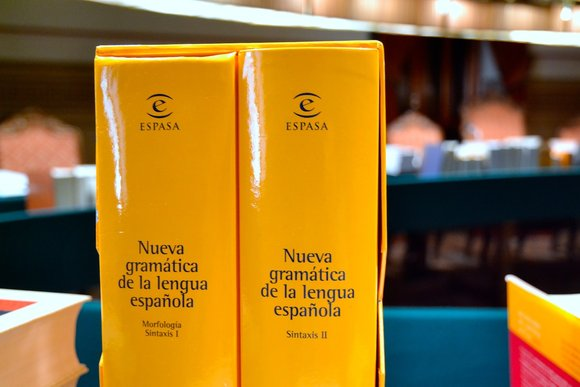 e
ESPASA
Nueva
gramática
de la lengua
española
Morfología
Sintaxis I
e
ESPASA
Nueva
gramática
de la lengua
española
Sintaxis II